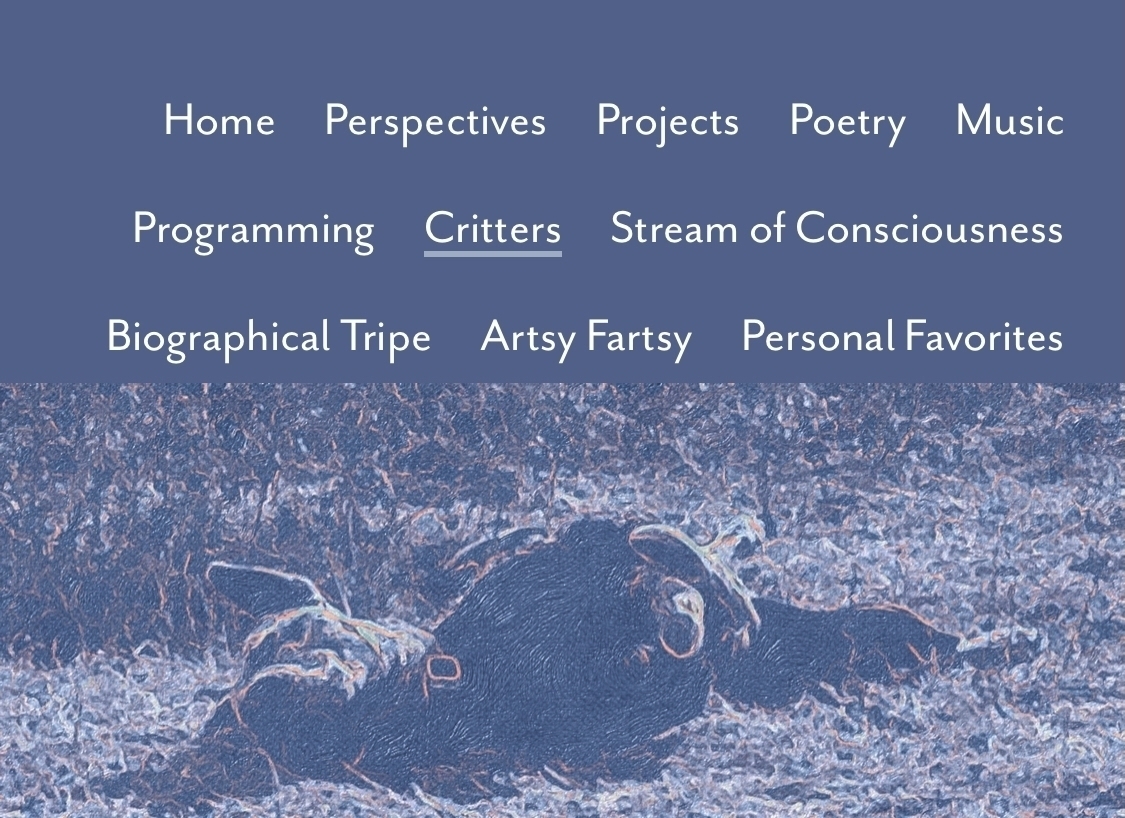 Home Perspectives Projects Poetry Music
Programming Critters Stream of Consciousness
Biographical Tripe Artsy Fartsy Personal Favorites